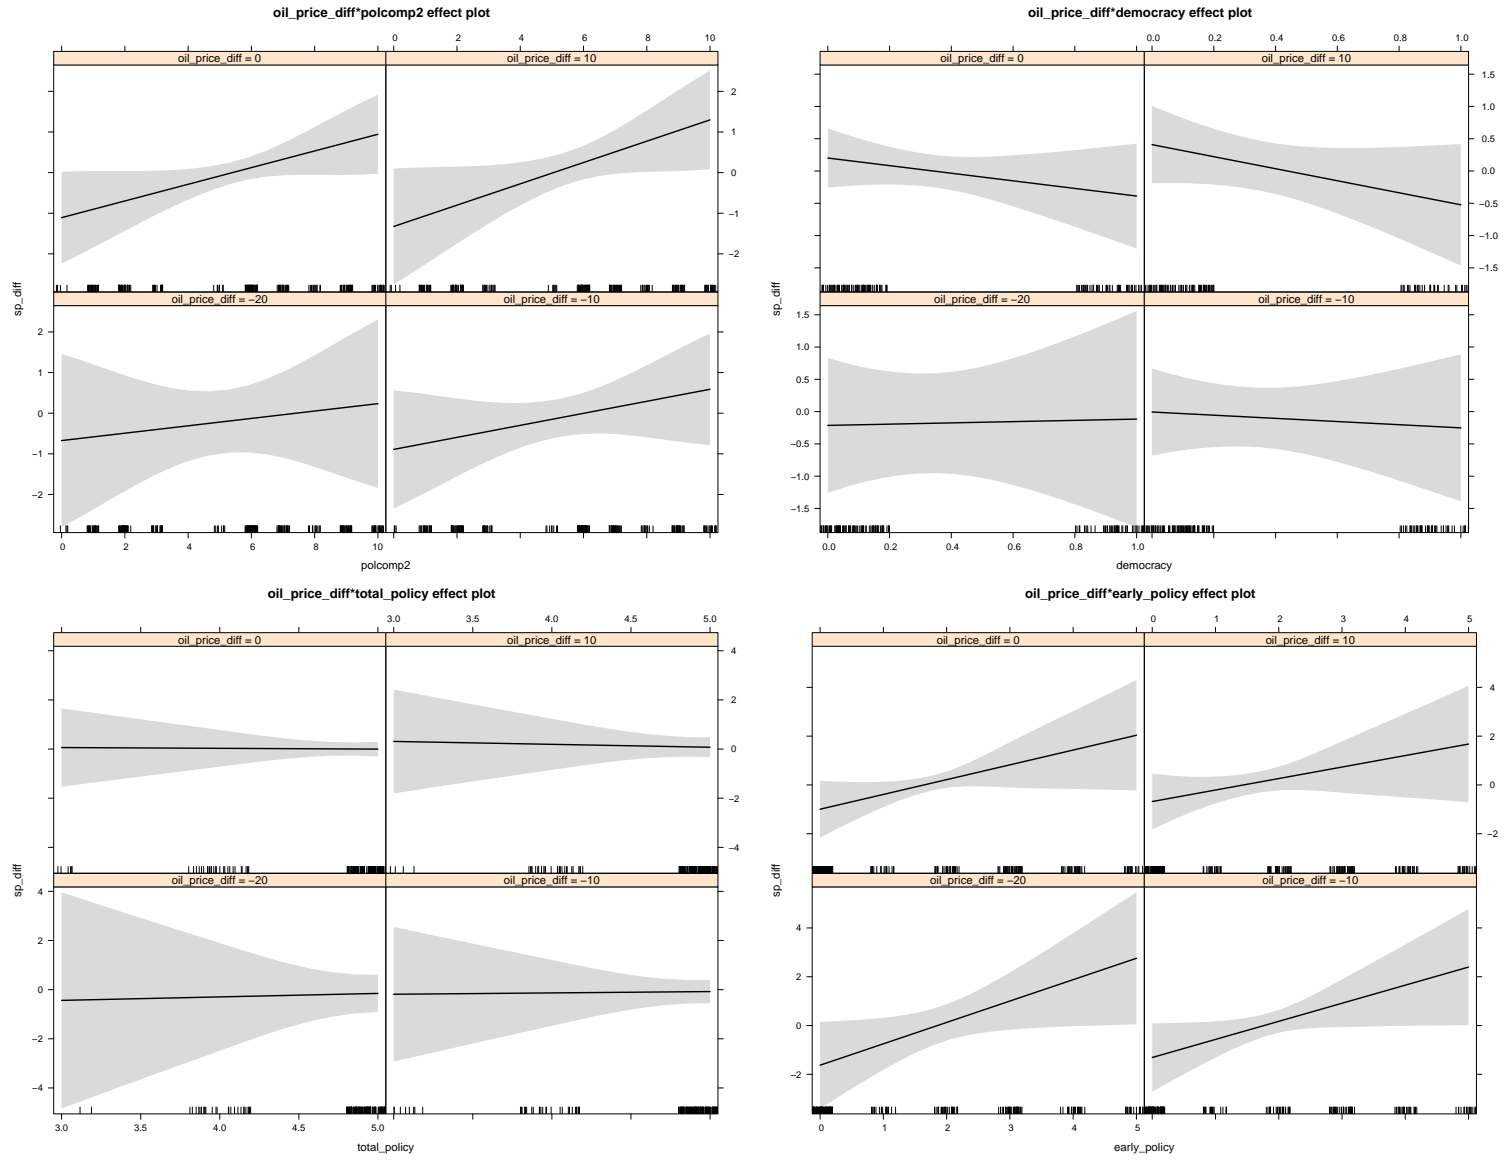 oil_price_diff*polcomp2 effect plot
0 2 4 6 8 10
oil_price_diff = 0 oil_price_diff = 10
2
1
0
−1
−2
sp_diff
oil_price_diff = −20 oil_price_diff = −10
2
1
0
−1
−2
0 2 4 6 8 10
polcomp2
oil_price_diff*democracy effect plot
0.0 0.2 0.4 0.6 0.8 1.0
oil_price_diff = 0 oil_price_diff = 10
1.5
1.0
0.5
0.0
−0.5
−1.0
−1.5
sp_diff
oil_price_diff = −20 oil_price_diff = −10
1.5
1.0
0.5
0.0
−0.5
−1.0
−1.5
0.0 0.2 0.4 0.6 0.8 1.0
democracy
oil_price_diff*total_policy effect plot
3.0 3.5 4.0 4.5 5.0
oil_price_diff = 0 oil_price_diff = 10
4
2
0
−2
−4
sp_diff
oil_price_diff = −20 oil_price_diff = −10
4
2
0
−2
−4
3.0 3.5 4.0 4.5 5.0
total_policy
oil_price_diff*early_policy effect plot
0 1 2 3 4 5
oil_price_diff = 0 oil_price_diff = 10
4
2
0
−2
sp_diff
oil_price_diff = −20 oil_price_diff = −10
4
2
0
−2
0 1 2 3 4 5
early_policy